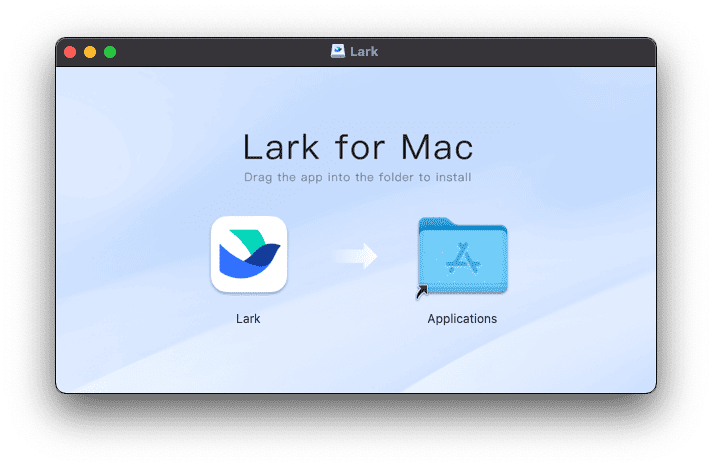 Lark
Lark for Mac
Drag the app into the folder to install
Lark
Applications